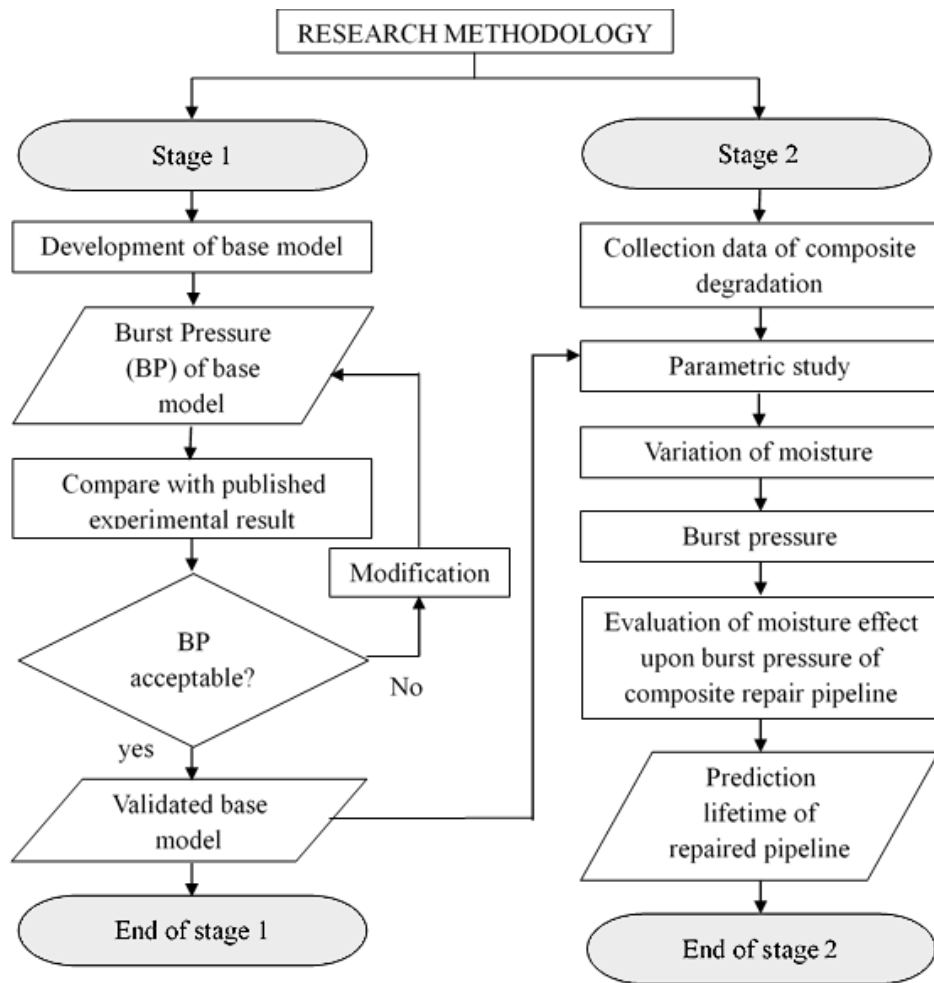 RESEARCH METHODOLOGY
Stage 1
Development of base model
Burst Pressure
(BP) of base
model
Compare with published
experimental result
Modification
BP
acceptable?
No
yes
Validated base
model
End of stage 1
Stage 2
Collection data of composite
degradation
Parametric study
Variation of moisture
Burst pressure
Evaluation of moisture effect
upon burst pressure of
composite repair pipeline
Prediction
lifetime of
repaired pipeline
End of stage 2